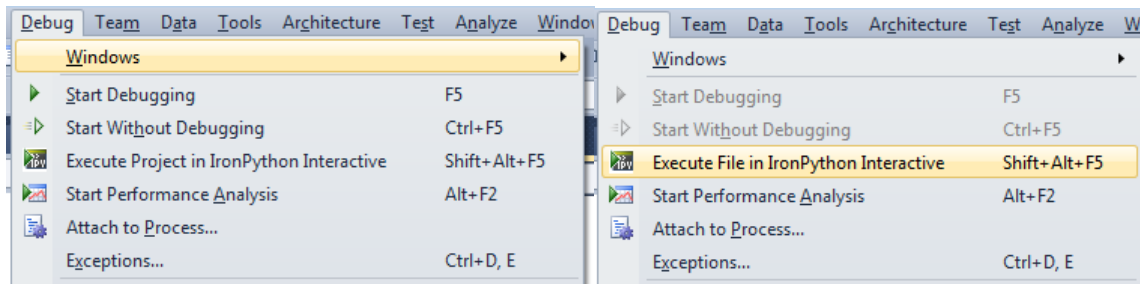 Debug Team Data Tools Architecture Test Analyze
Windows
Start Debugging F5
Start Without Debugging Ctrl+F5
Execute Project in IronPython Interactive Shift+Alt+F5
Start Performance Analysis Alt+F2
Attach to Process...
Exceptions... Ctrl+D, E
Debug Team Data Tools Architecture Test Analyze W
Windows
Start Debugging F5
Start Without Debugging Ctrl+F5
Execute File in IronPython Interactive Shift+Alt+F5
Start Performance Analysis Alt+F2
Attach to Process...
Exceptions... Ctrl+D, E